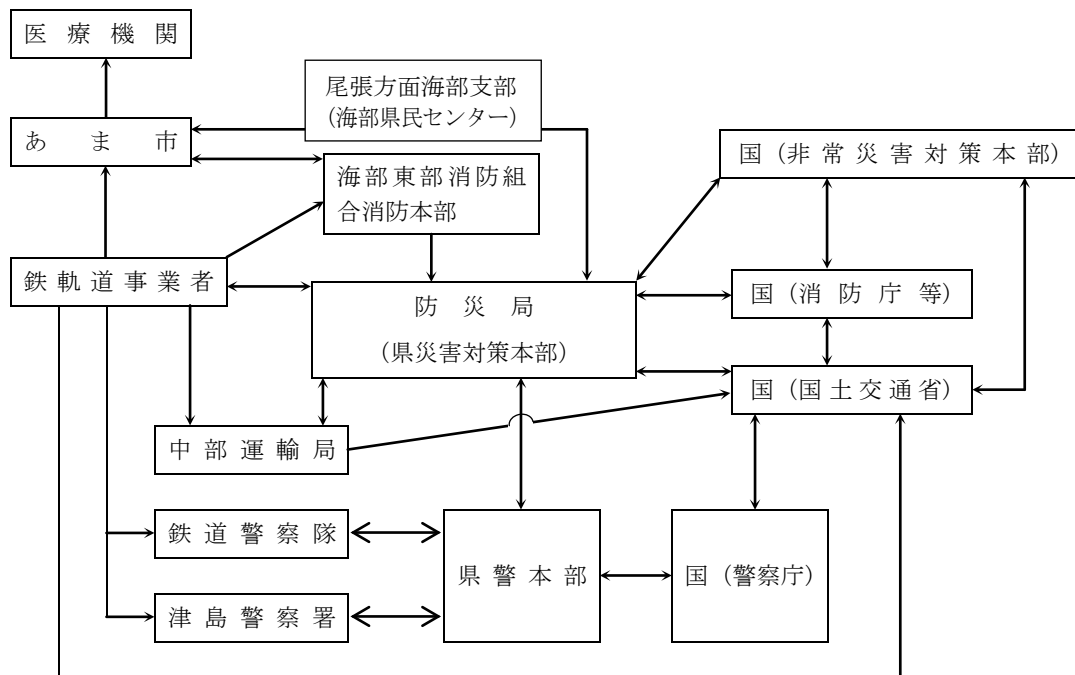 医療機関
尾張方面海部支部
（海部県民センター）
あま市
国（非常災害対策本部）
海部東部消防組
合消防本部
鉄軌道事業者
防災局
（県災害対策本部）
国（消防庁等）
国（国土交通省）
中部運輸局
鉄道警察隊
県警本部
国（警察庁）
津島警察署